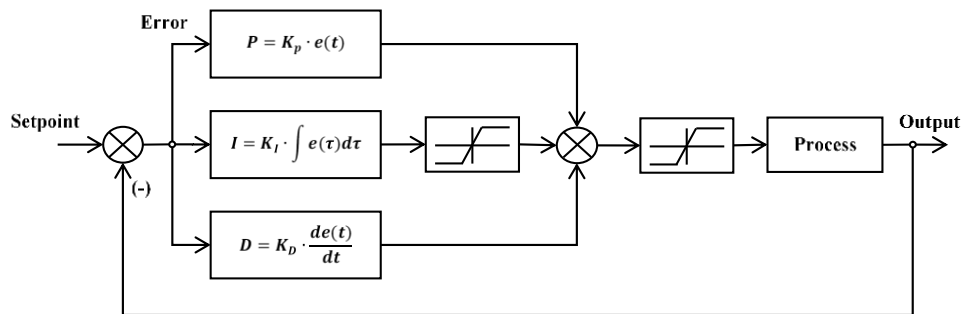 Error
P = K_p · e(t)
Setpoint
I = K_I · ∫ e(τ)dτ
Process
Output
(-)
D = K_D · de(t)/dt